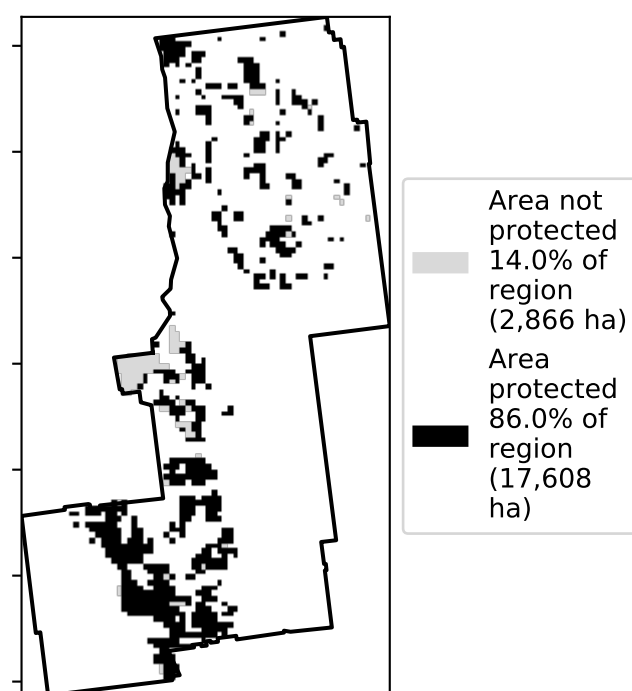 Area not
protected
14.0% of
region
(2,866 ha)
Area
protected
86.0% of
region
(17,608
ha)